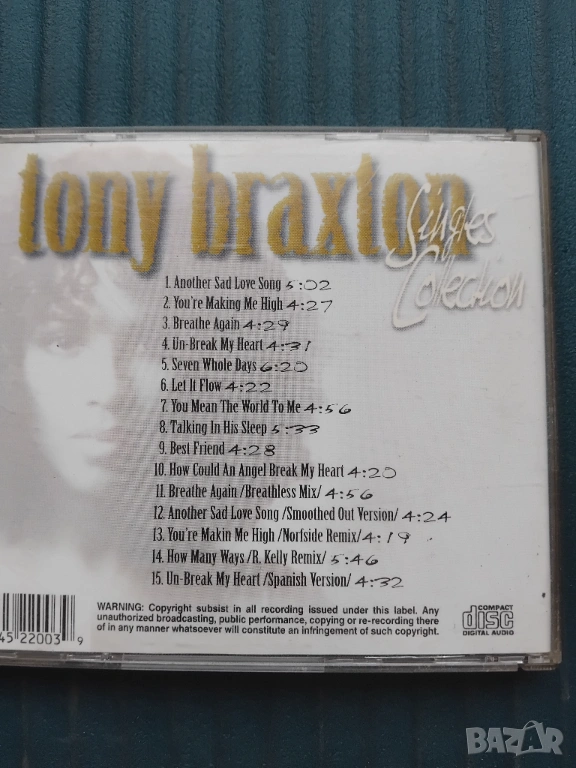 tony braxton
Singles
Collection
1. Another Sad Love Song 5:02
2. You're Making Me High 4:27
3. Breathe Again 4:29
4. Un-Break My Heart 4:31
5. Seven Whole Days 6:20
6. Let It Flow 4:22
7. You Mean The World To Me 4:56
8. Talking In His Sleep 5:33
9. Best Friend 4:28
10. How Could An Angel Break My Heart 4:20
11. Breathe Again /Breathless Mix/ 4:56
12. Another Sad Love Song /Smoothed Out Version/ 4:24
13. You're Makin Me High /Norfside Remix/ 4:19
14. How Many Ways /R. Kelly Remix/ 5:46
15. Un-Break My Heart /Spanish Version/ 4:32
45 22003 9
WARNING: Copyright subsist in all recording issued under this label. Any
unauthorized broadcasting, public performance, copying or re-recording there
of in any manner whatsoever will constitute an infringement of such copyright.
COMPACT
disc
DIGITAL AUDIO
BAZAR